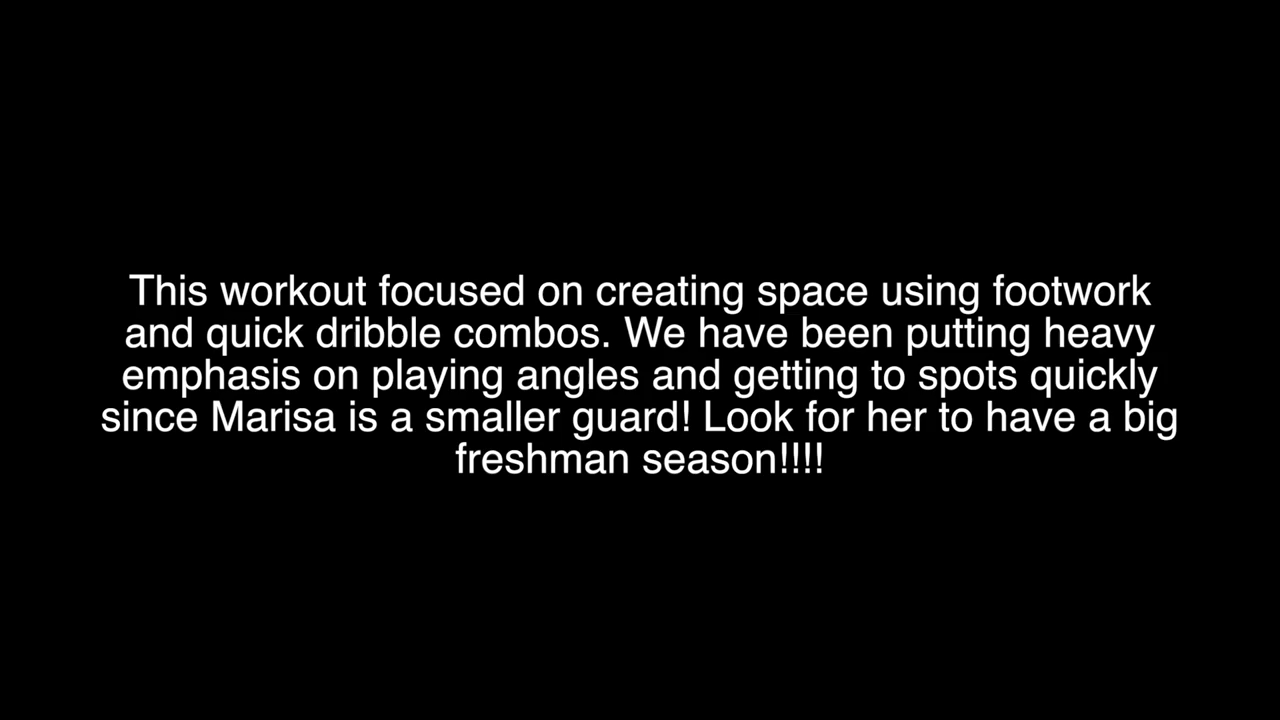 This workout focused on creating space using footwork
and quick dribble combos. We have been putting heavy
emphasis on playing angles and getting to spots quickly
since Marisa is a smaller guard! Look for her to have a big
freshman season!!!!